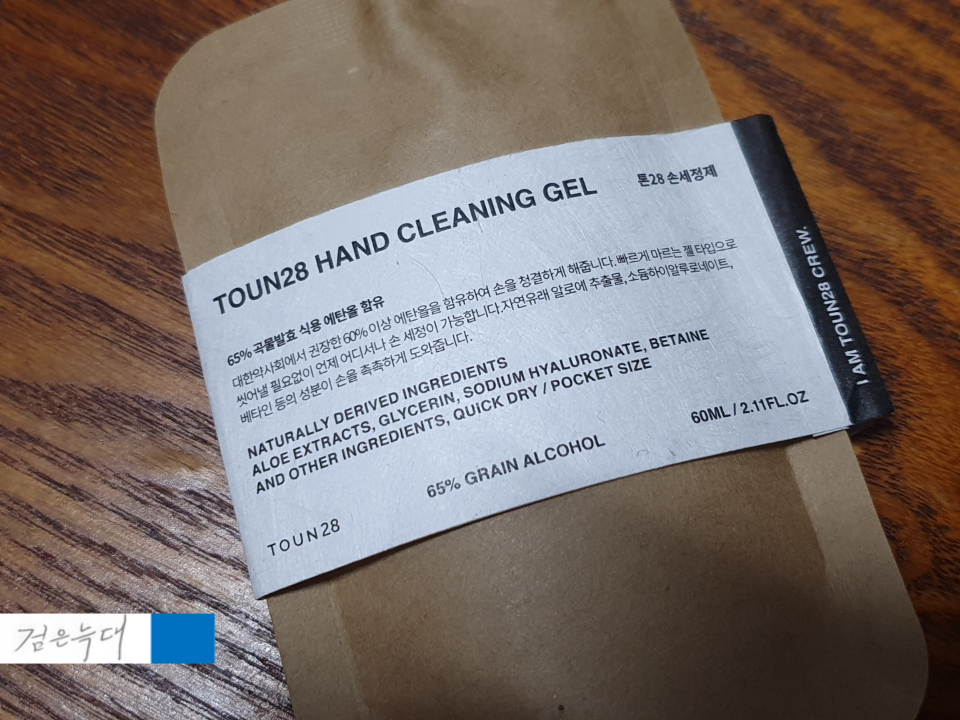 TOUN28 HAND CLEANING GEL
톤28 손세정제
65% 곡물발효 식용 에탄올 함유
대한약사회에서 권장한 60% 이상 에탄올을 함유하여 손을 청결하게 해줍니다. 빠르게 마르는 젤 타입으로
씻어낼 필요없이 언제 어디서나 손 세정이 가능합니다.자연유래 알로에 추출물, 소듐하이알루로네이트,
베타인 등의 성분이 손을 촉촉하게 도와줍니다.
NATURALLY DERIVED INGREDIENTS
ALOE EXTRACTS, GLYCERIN, SODIUM HYALURONATE, BETAINE
AND OTHER INGREDIENTS, QUICK DRY / POCKET SIZE
65% GRAIN ALCOHOL
60ML / 2.11FL.OZ
TOUN28
I AM TOUN28 CREW.
검은늑대